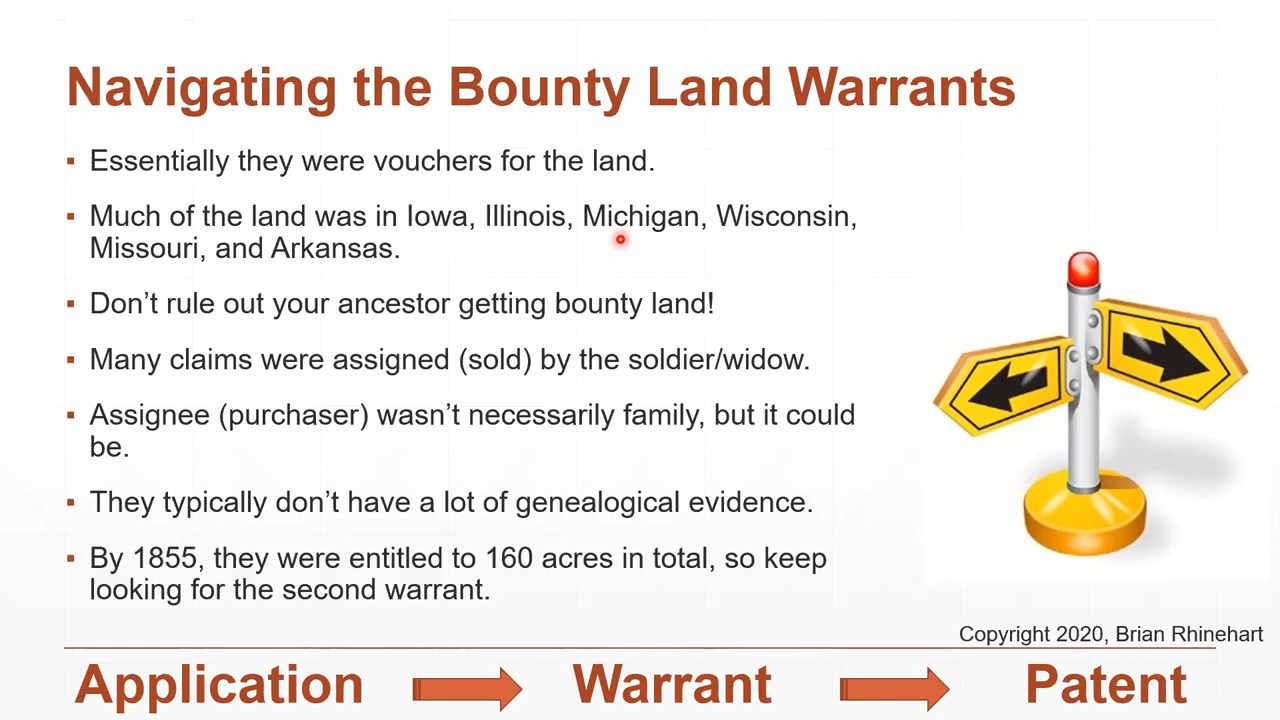 Navigating the Bounty Land Warrants
▪ Essentially they were vouchers for the land.
▪ Much of the land was in Iowa, Illinois, Michigan, Wisconsin,
Missouri, and Arkansas.
▪ Don’t rule out your ancestor getting bounty land!
▪ Many claims were assigned (sold) by the soldier/widow.
▪ Assignee (purchaser) wasn’t necessarily family, but it could
be.
▪ They typically don’t have a lot of genealogical evidence.
▪ By 1855, they were entitled to 160 acres in total, so keep
looking for the second warrant.
Copyright 2020, Brian Rhinehart
Application Warrant Patent